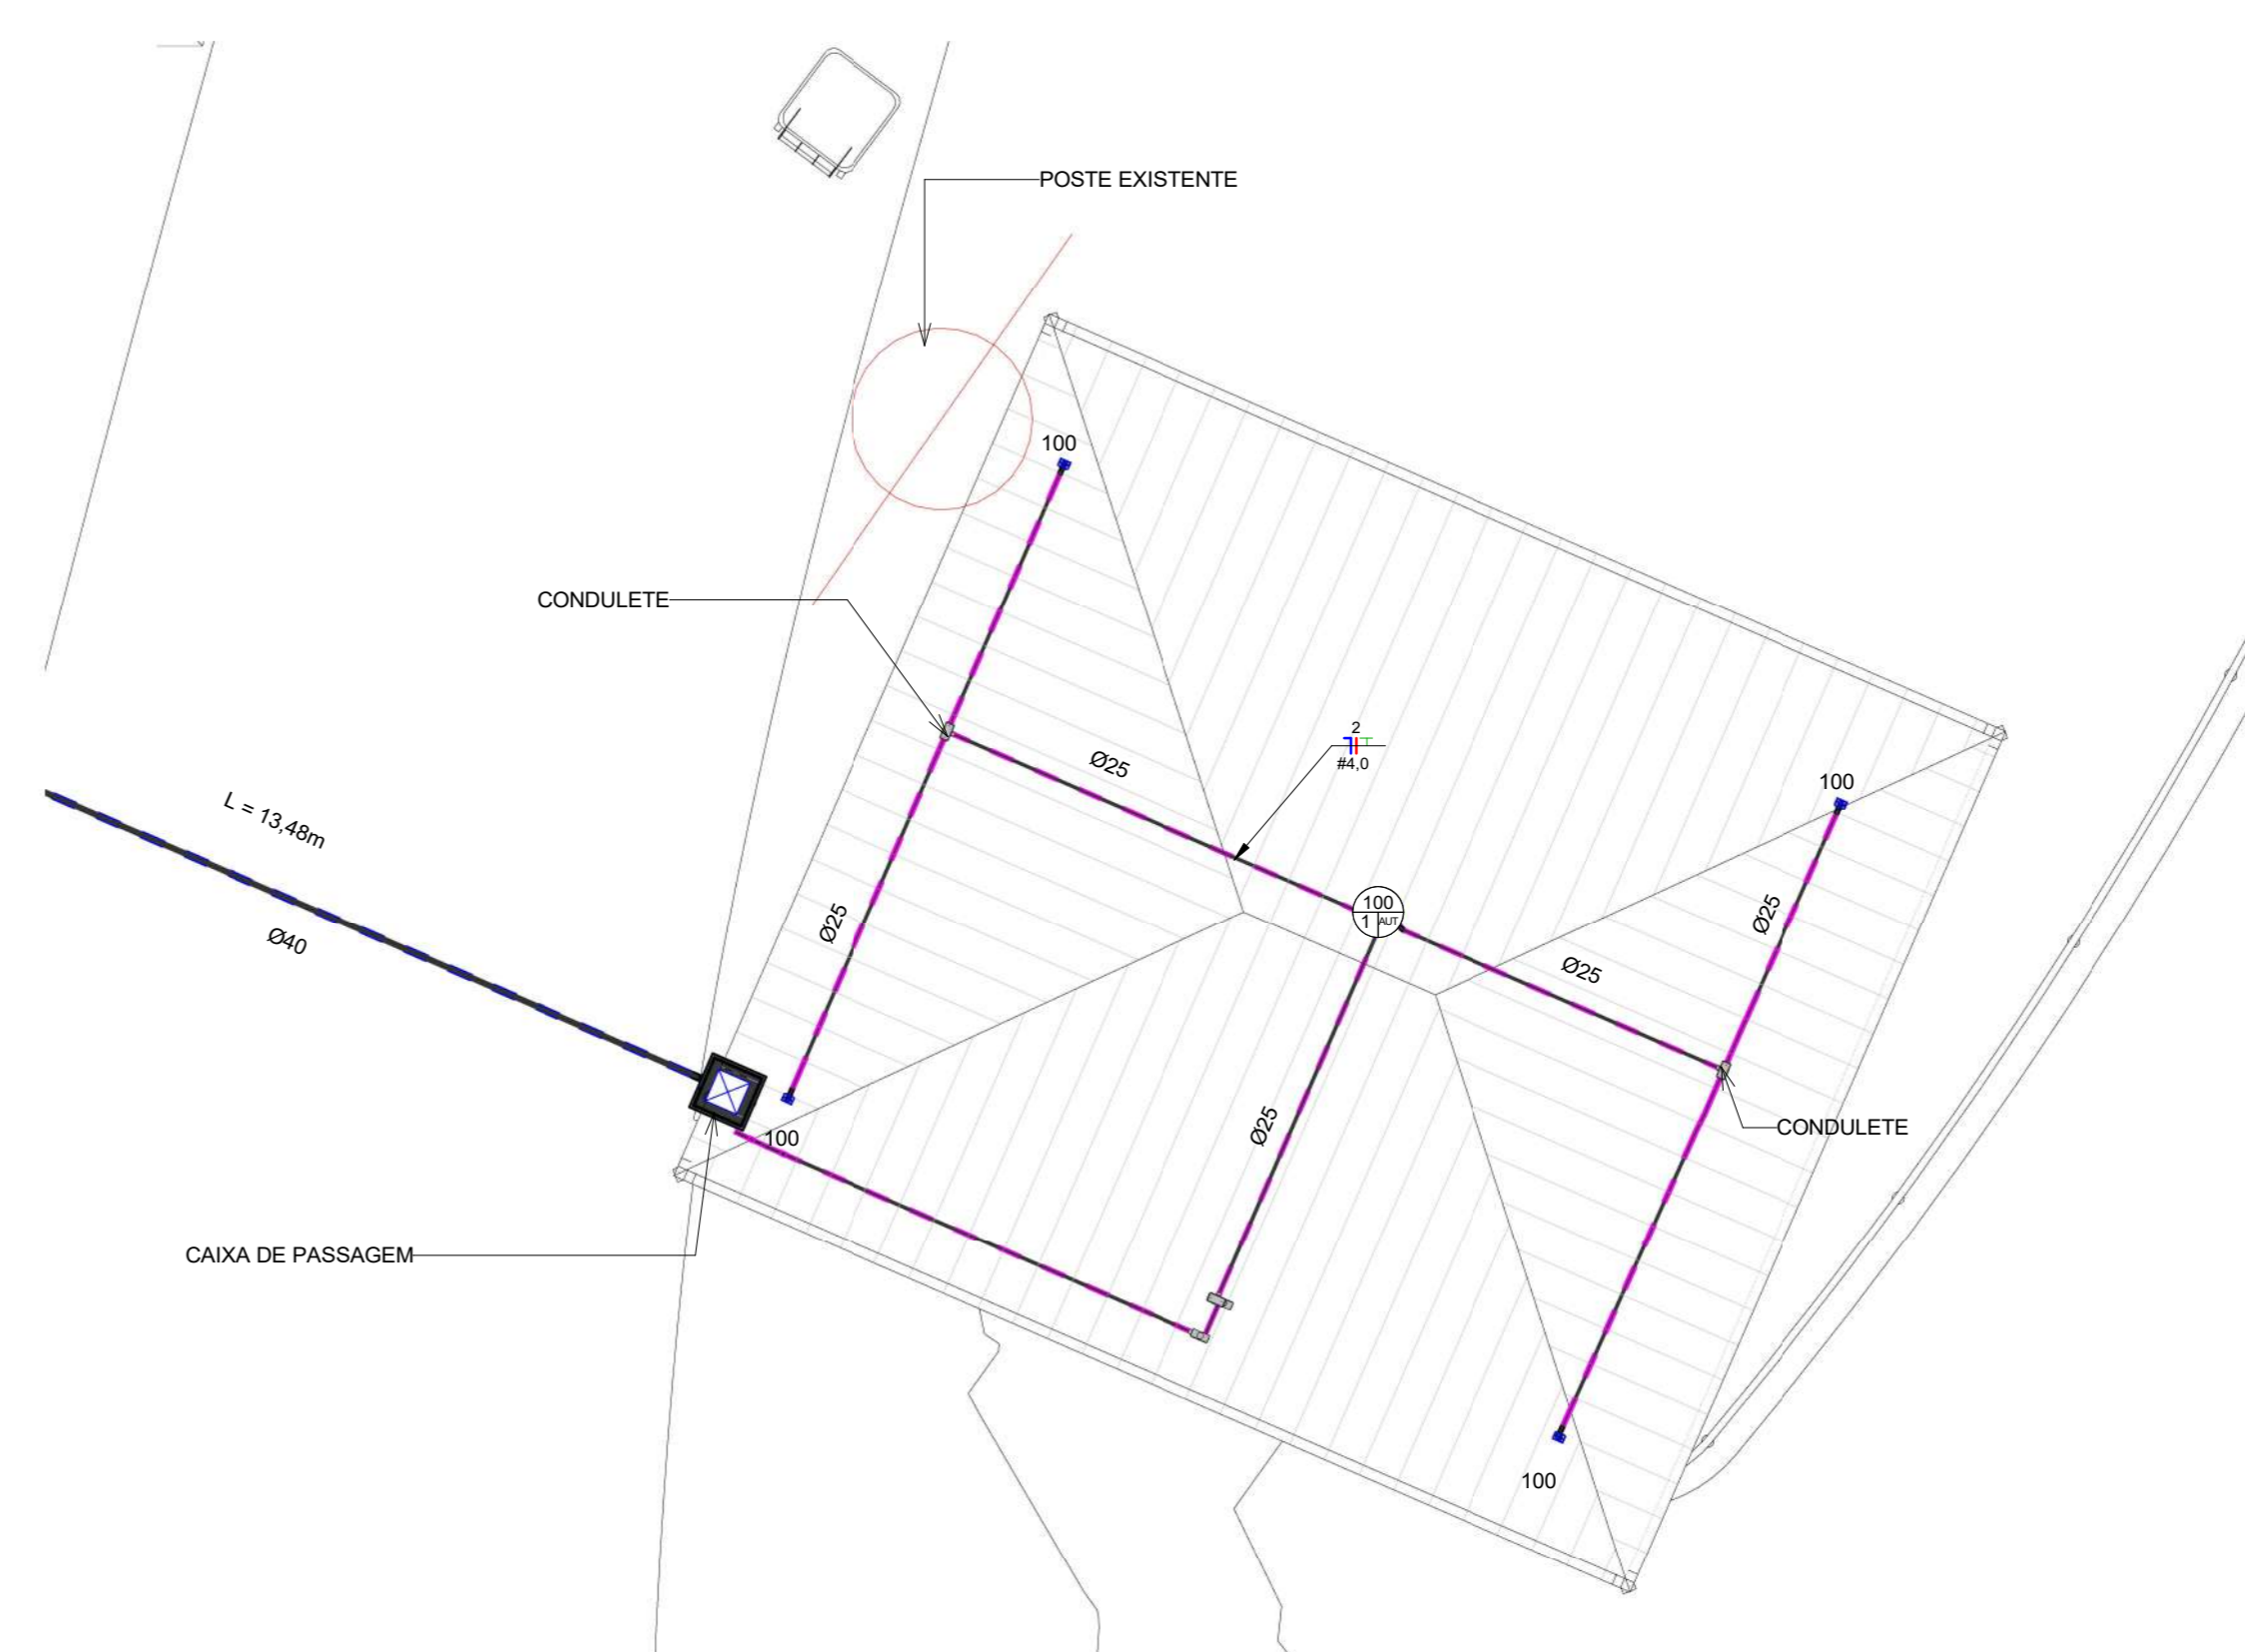 POSTE EXISTENTE
100
CONDULETE
2
#4,0
Ø25
100
L = 13,48m
Ø40
Ø25
100
1 AUT
Ø25
Ø25
Ø25
100
CONDULETE
CAIXA DE PASSAGEM
100